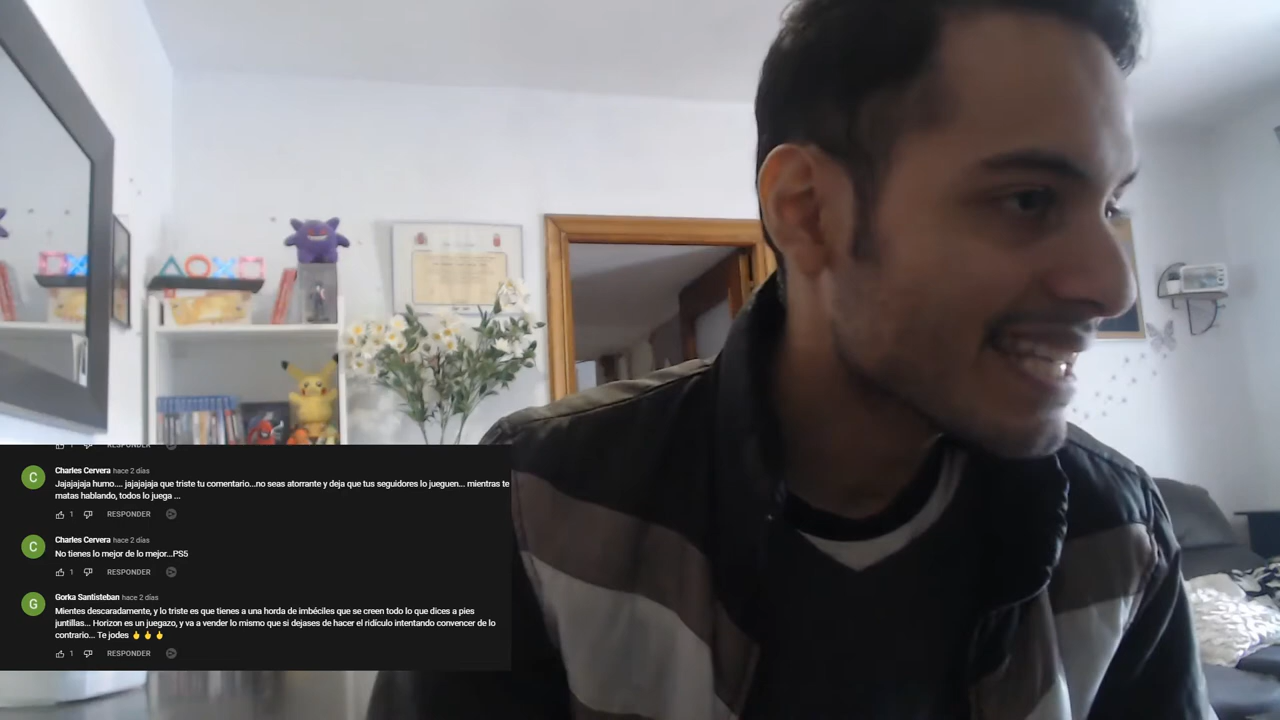 RESPONDER
Charles Cervera hace 2 días
Jajajajaja humo.... jajajajaja que triste tu comentario...no seas atorrante y deja que tus seguidores lo jueguen... mientras te
matas hablando, todos lo juega ...
1 RESPONDER
Charles Cervera hace 2 días
No tienes lo mejor de lo mejor...PS5
1 RESPONDER
Gorka Santisteban hace 2 días
Mientes descaradamente, y lo triste es que tienes a una horda de imbéciles que se creen todo lo que dices a pies
juntillas... Horizon es un juegazo, y va a vender lo mismo que si dejases de hacer el ridículo intentando convencer de lo
contrario... Te jodes 🖕🖕🖕
1 RESPONDER